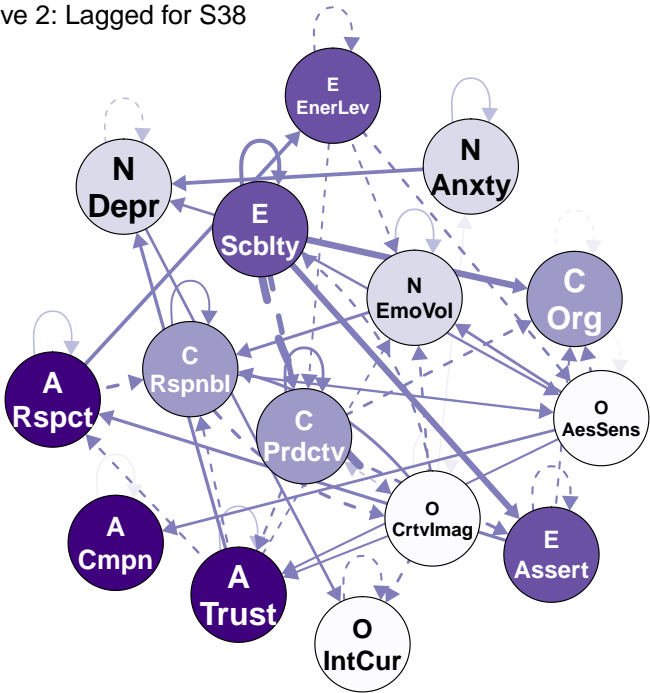 ve 2: Lagged for S38
E
EnerLev
N
Depr
N
Anxty
E
Scblty
N
EmoVol
C
Org
C
Rspnbl
A
Rspct
C
Prdctv
O
AesSens
O
CrtvImag
A
Cmpn
E
Assert
A
Trust
O
IntCur